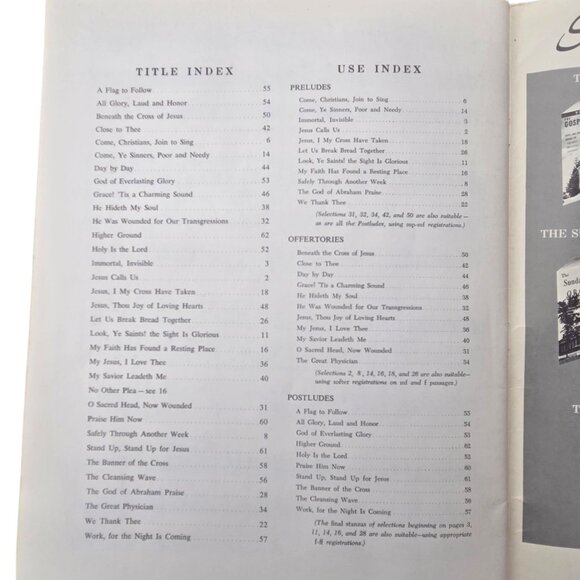 TITLE INDEX
A Flag to Follow 55
All Glory, Laud and Honor 54
Beneath the Cross of Jesus 50
Close to Thee 42
Come, Christians, Join to Sing 6
Come, Ye Sinners, Poor and Needy 14
Day by Day 44
God of Everlasting Glory 53
Grace! 'Tis a Charming Sound 46
He Hideth My Soul 38
He Was Wounded for Our Transgressions 32
Higher Ground 62
Holy Is the Lord 52
Immortal, Invisible 3
Jesus Calls Us 2
Jesus, I My Cross Have Taken 18
Jesus, Thou Joy of Loving Hearts 48
Let Us Break Bread Together 26
Look, Ye Saints! the Sight Is Glorious 11
My Faith Has Found a Resting Place 16
My Jesus, I Love Thee 36
My Savior Leadeth Me 40
No Other Plea—see 16
O Sacred Head, Now Wounded 31
Praise Him Now 60
Safely Through Another Week 8
Stand Up, Stand Up for Jesus 61
The Banner of the Cross 58
The Cleansing Wave 56
The God of Abraham Praise 28
The Great Physician 34
We Thank Thee 22
Work, for the Night Is Coming 57
USE INDEX
PRELUDES
Come, Christians, Join to Sing 6
Come, Ye Sinners, Poor and Needy 14
Immortal, Invisible 3
Jesus Calls Us 2
Jesus, I My Cross Have Taken 18
Let Us Break Bread Together 26
Look, Ye Saints! the Sight Is Glorious 11
My Faith Has Found a Resting Place 16
Safely Through Another Week 8
The God of Abraham Praise 28
We Thank Thee 22
(Selections 31, 32, 34, 42, and 50 are also suitable—
as are all the Postludes, using mp-mf registrations.)
OFFERTORIES
Beneath the Cross of Jesus 50
Close to Thee 42
Day by Day 44
Grace! 'Tis a Charming Sound 46
He Hideth My Soul 38
He Was Wounded for Our Transgressions 32
Jesus, Thou Joy of Loving Hearts 48
My Jesus, I Love Thee 36
My Savior Leadeth Me 40
O Sacred Head, Now Wounded 31
The Great Physician 34
(Selections 2, 8, 14, 16, 18, and 26 are also suitable—
using softer registrations on mf and f passages.)
POSTLUDES
A Flag to Follow 55
All Glory, Laud and Honor 54
God of Everlasting Glory 53
Higher Ground 62
Holy Is the Lord 52
Praise Him Now 60
Stand Up, Stand Up for Jesus 61
The Banner of the Cross 58
The Cleansing Wave 56
Work, for the Night Is Coming 57
(The final stanzas of selections beginning on pages 3,
11, 14, 16, and 28 are also suitable—using appropriate
f-ff registrations.)
GOSP
THE S
The
Sunda